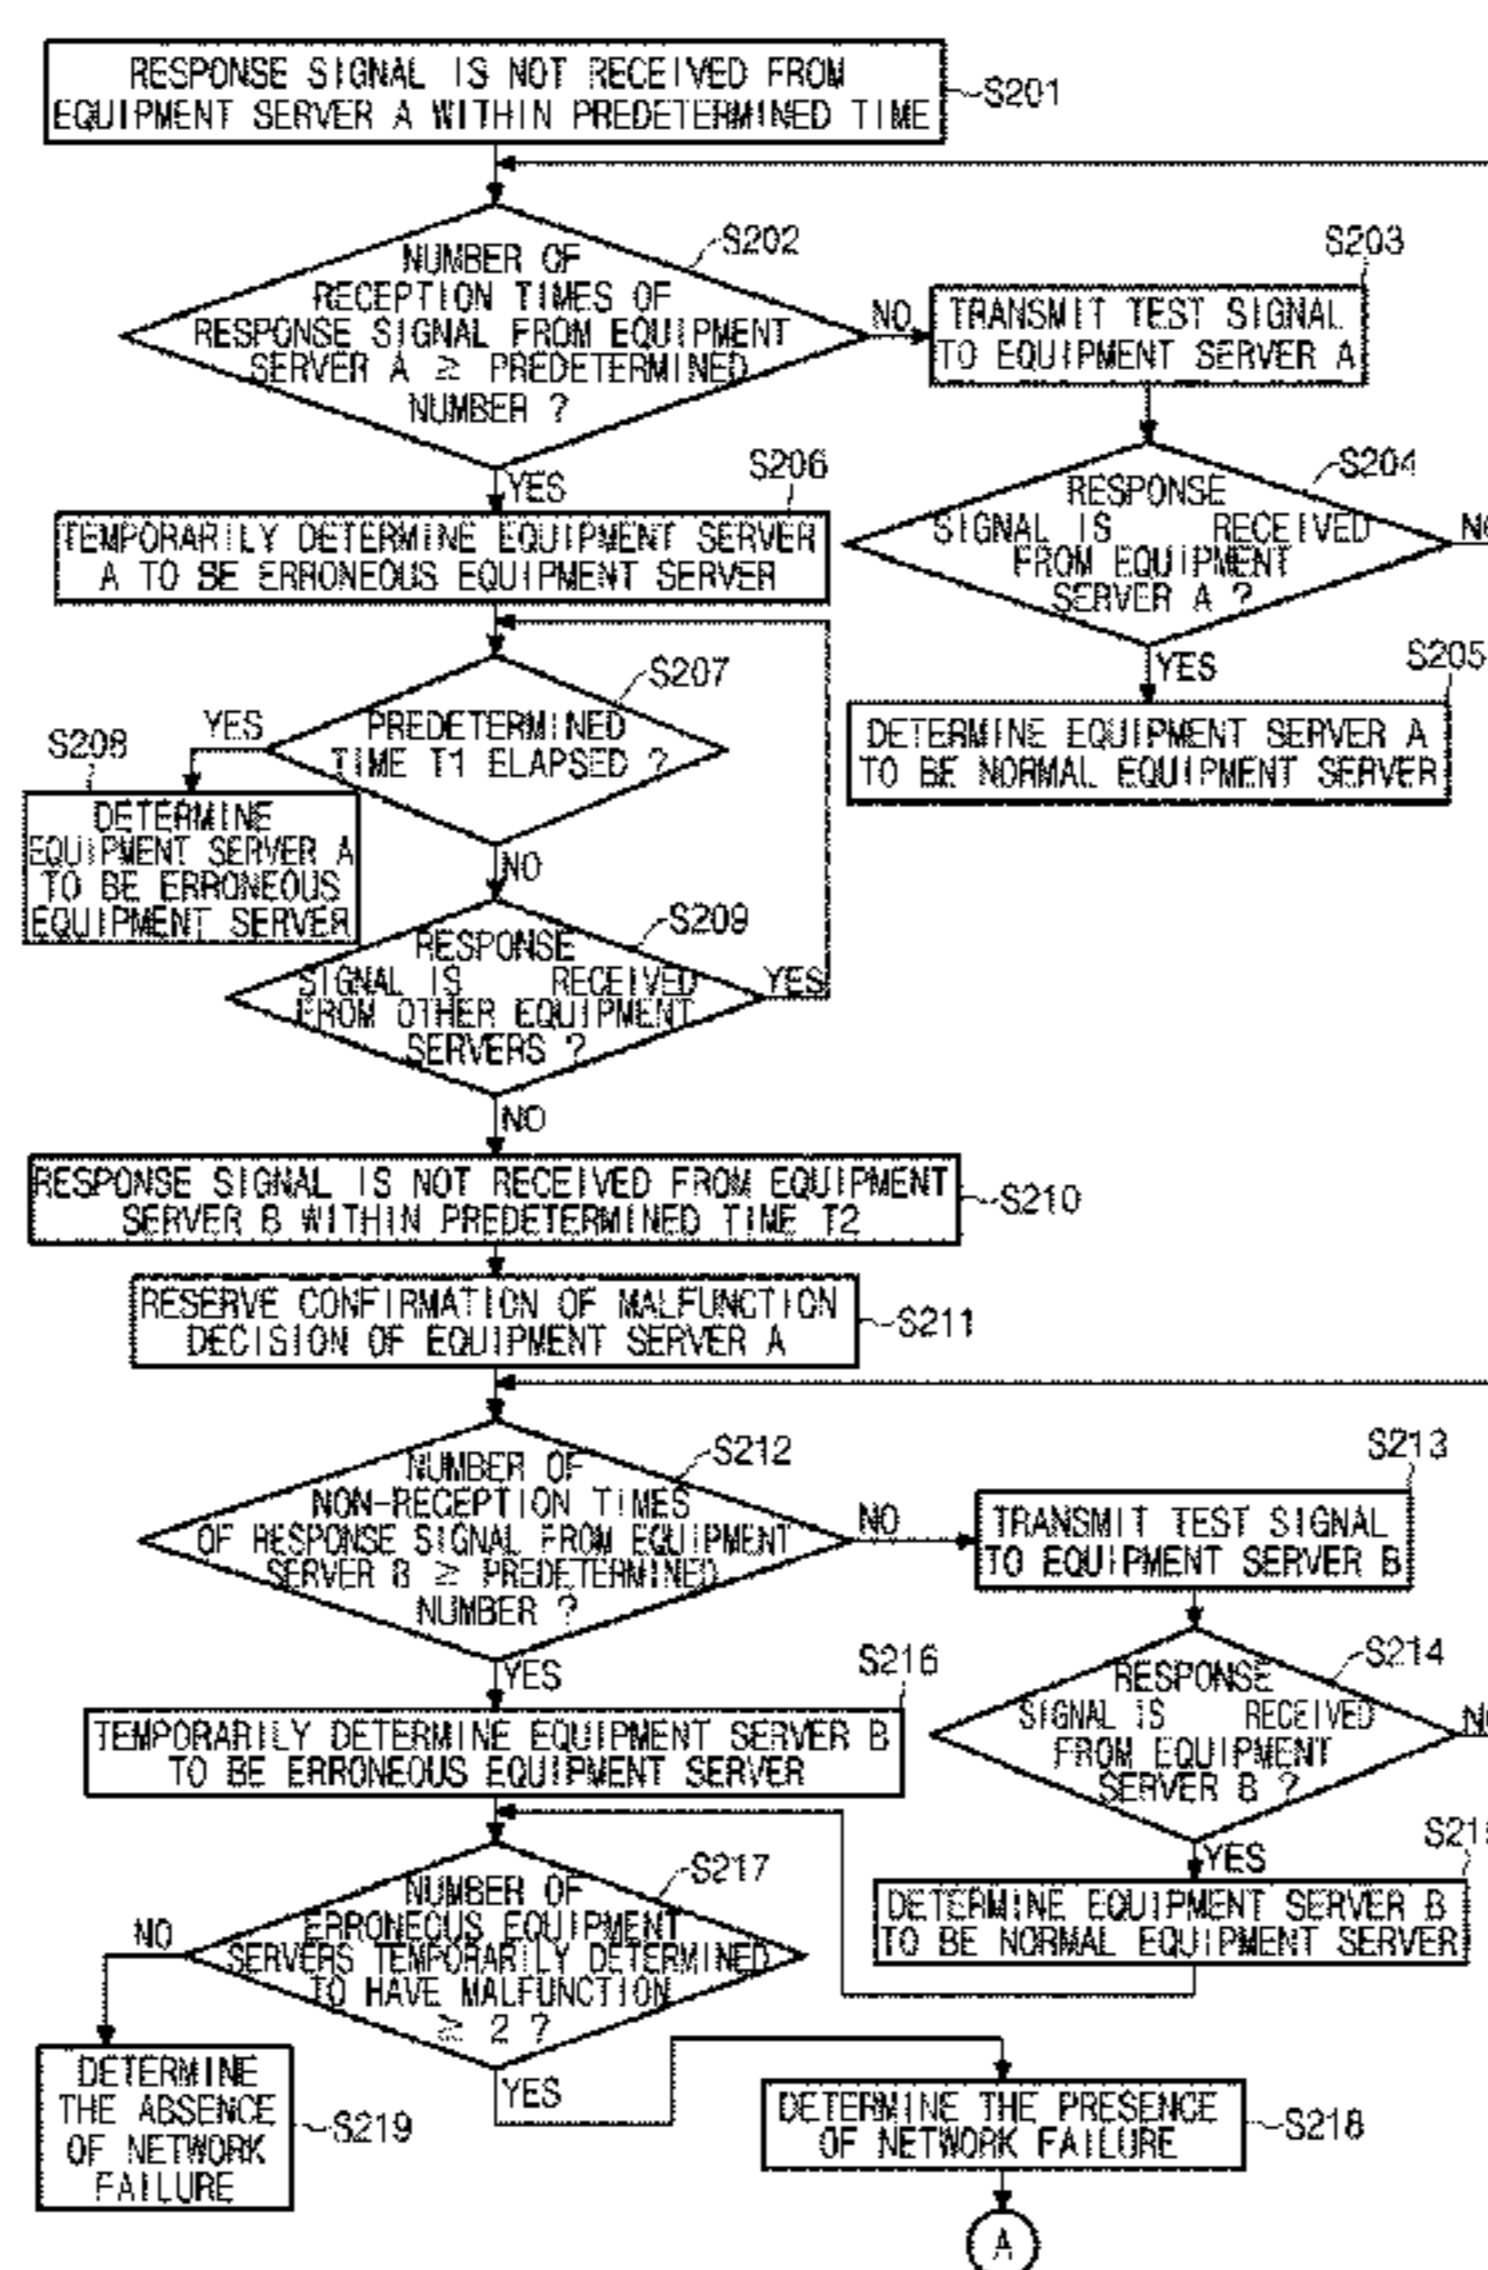 RESPONSE SIGNAL IS NOT RECEIVED FROM
EQUIPMENT SERVER A WITHIN PREDETERMINED TIME
S201
NUMBER OF
RECEPTION TIMES OF
RESPONSE SIGNAL FROM EQUIPMENT
SERVER A ≥ PREDETERMINED
NUMBER ?
S202
NO
S203
TRANSMIT TEST SIGNAL
TO EQUIPMENT SERVER A
RESPONSE
SIGNAL IS RECEIVED
FROM EQUIPMENT
SERVER A ?
S204
NO
YES
S205
DETERMINE EQUIPMENT SERVER A
TO BE NORMAL EQUIPMENT SERVER
YES
S206
TEMPORARILY DETERMINE EQUIPMENT SERVER
A TO BE ERRONEOUS EQUIPMENT SERVER
S207
PREDETERMINED
TIME T1 ELAPSED ?
YES
S208
DETERMINE
EQUIPMENT SERVER A
TO BE ERRONEOUS
EQUIPMENT SERVER
NO
S209
RESPONSE
SIGNAL IS RECEIVED
FROM OTHER EQUIPMENT
SERVERS ?
YES
NO
RESPONSE SIGNAL IS NOT RECEIVED FROM EQUIPMENT
SERVER B WITHIN PREDETERMINED TIME T2
S210
RESERVE CONFIRMATION OF MALFUNCTION
DECISION OF EQUIPMENT SERVER A
S211
NUMBER OF
NON-RECEPTION TIMES
OF RESPONSE SIGNAL FROM EQUIPMENT
SERVER B ≥ PREDETERMINED
NUMBER ?
S212
NO
S213
TRANSMIT TEST SIGNAL
TO EQUIPMENT SERVER B
RESPONSE
SIGNAL IS RECEIVED
FROM EQUIPMENT
SERVER B ?
S214
NO
YES
S215
DETERMINE EQUIPMENT SERVER B
TO BE NORMAL EQUIPMENT SERVER
YES
S216
TEMPORARILY DETERMINE EQUIPMENT SERVER B
TO BE ERRONEOUS EQUIPMENT SERVER
S217
NUMBER OF
ERRONEOUS EQUIPMENT
SERVERS TEMPORARILY DETERMINED
TO HAVE MALFUNCTION
≥ 2 ?
NO
YES
DETERMINE
THE ABSENCE
OF NETWORK
FAILURE
S219
DETERMINE THE PRESENCE
OF NETWORK FAILURE
S218
A